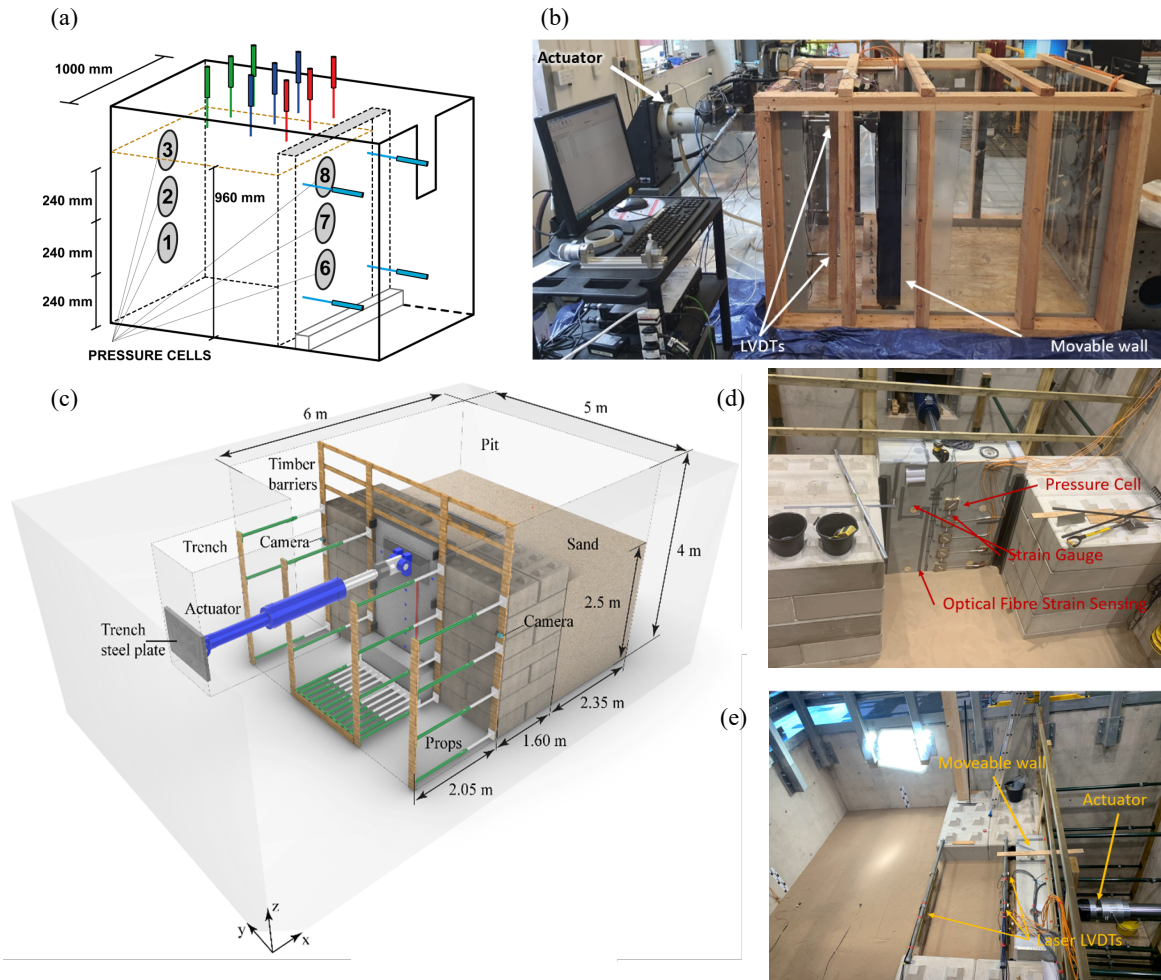 (a)
1000 mm
3
2
1
8
7
6
960 mm
240 mm
240 mm
240 mm
PRESSURE CELLS
(b)
Actuator
LVDTs
Movable wall
(c)
6 m
5 m
Pit
Timber
barriers
Trench
Camera
Sand
4 m
2.5 m
Actuator
Camera
Trench
steel plate
2.35 m
1.60 m
Props
2.05 m
z
y
x
(d)
Pressure Cell
Strain Gauge
Optical Fibre Strain Sensing
(e)
Moveable wall
Actuator
Laser LVDTs